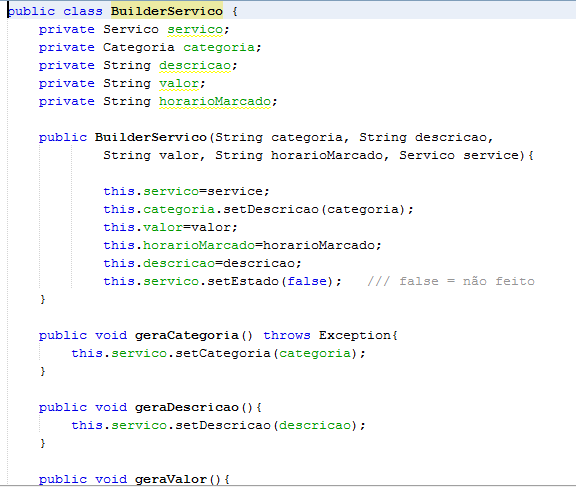 public class BuilderServico {
    private Servico servico;
    private Categoria categoria;
    private String descricao;
    private String valor;
    private String horarioMarcado;

    public BuilderServico(String categoria, String descricao,
            String valor, String horarioMarcado, Servico service){

            this.servico=service;
            this.categoria.setDescricao(categoria);
            this.valor=valor;
            this.horarioMarcado=horarioMarcado;
            this.descricao=descricao;
            this.servico.setEstado(false);   /// false = não feito
    }

    public void geraCategoria() throws Exception{
        this.servico.setCategoria(categoria);
    }

    public void geraDescricao(){
        this.servico.setDescricao(descricao);
    }

    public void geraValor(){